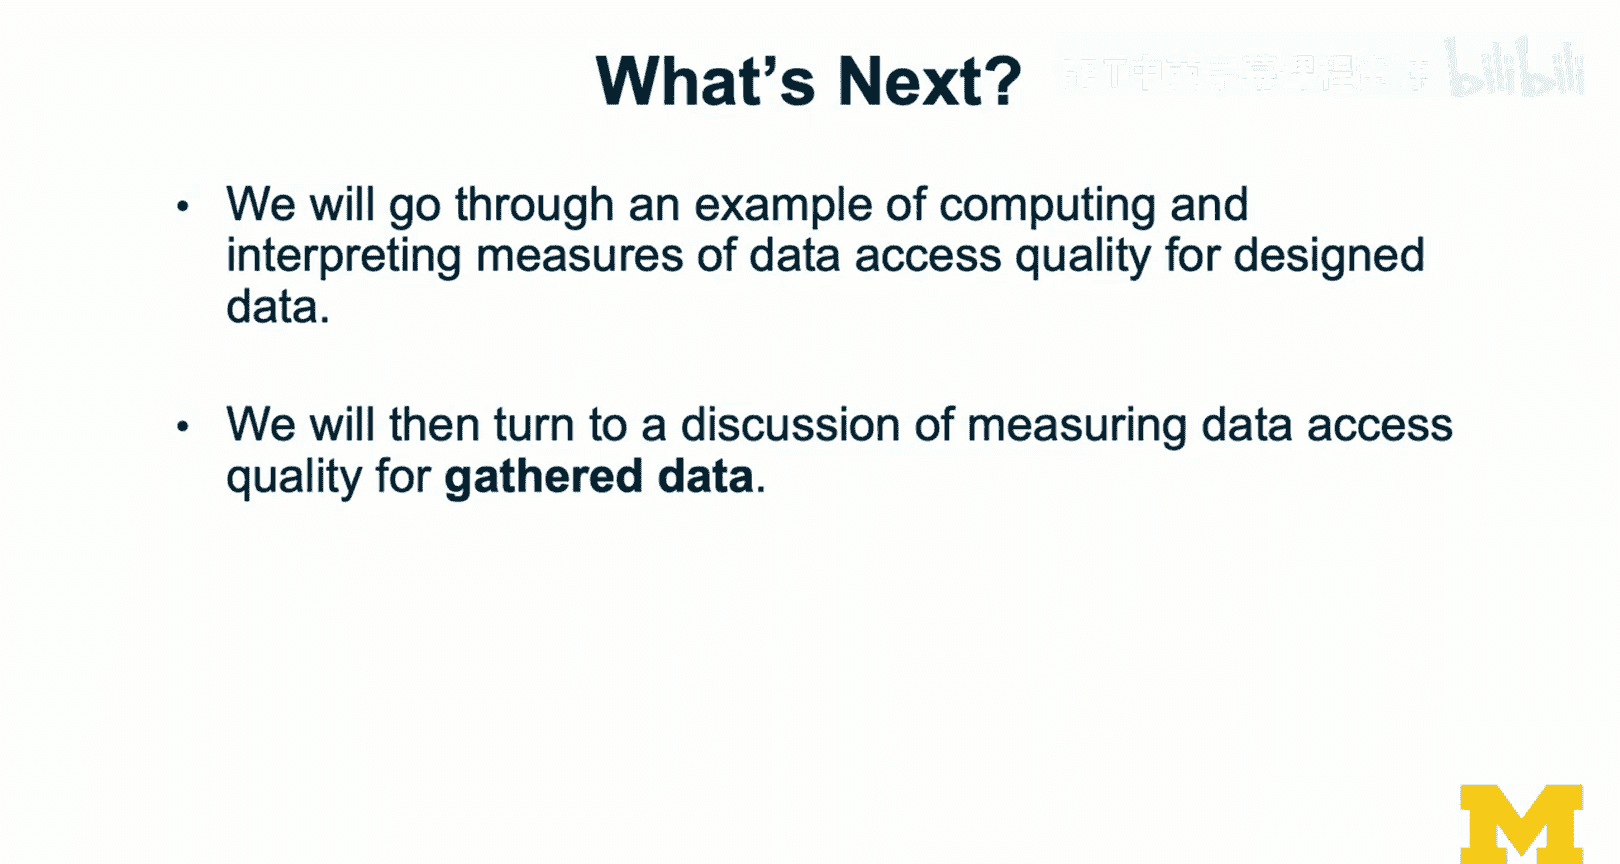 What's Next?
bilibili
• We will go through an example of computing and
interpreting measures of data access quality for designed
data.
• We will then turn to a discussion of measuring data access
quality for gathered data.
M